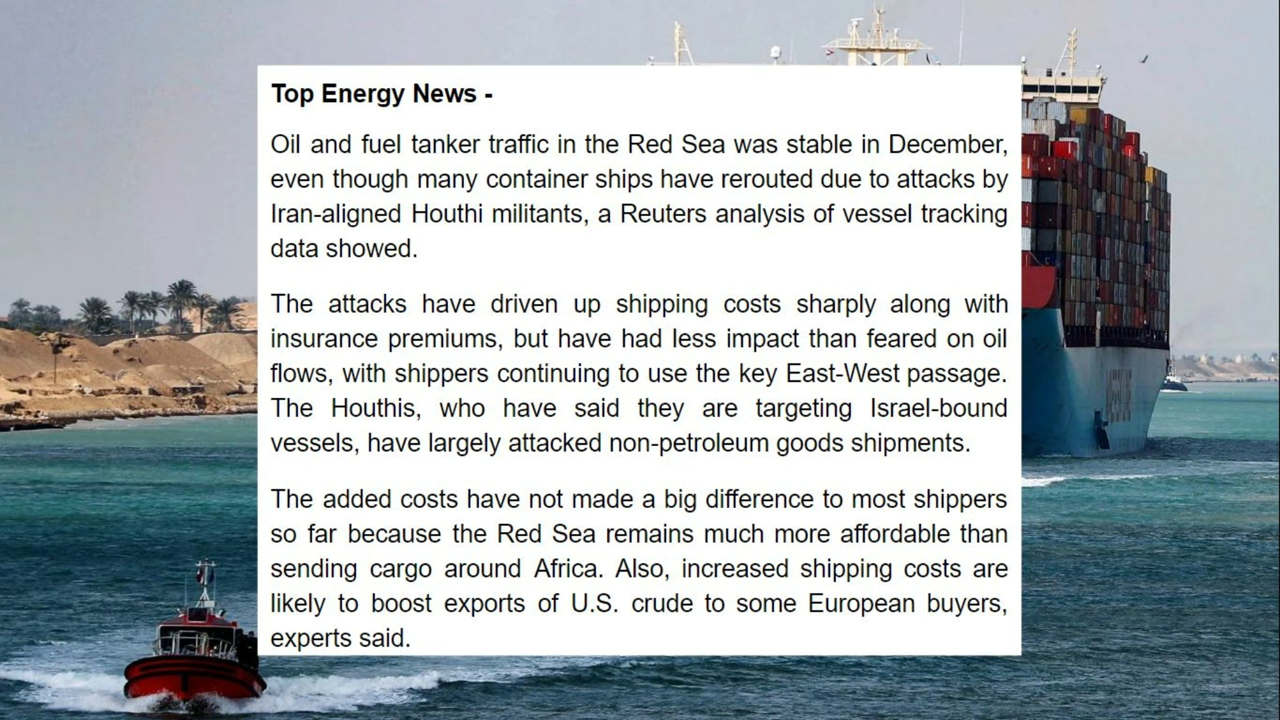 Top Energy News -
Oil and fuel tanker traffic in the Red Sea was stable in December,
even though many container ships have rerouted due to attacks by
Iran-aligned Houthi militants, a Reuters analysis of vessel tracking
data showed.
The attacks have driven up shipping costs sharply along with
insurance premiums, but have had less impact than feared on oil
flows, with shippers continuing to use the key East-West passage.
The Houthis, who have said they are targeting Israel-bound
vessels, have largely attacked non-petroleum goods shipments.
The added costs have not made a big difference to most shippers
so far because the Red Sea remains much more affordable than
sending cargo around Africa. Also, increased shipping costs are
likely to boost exports of U.S. crude to some European buyers,
experts said.